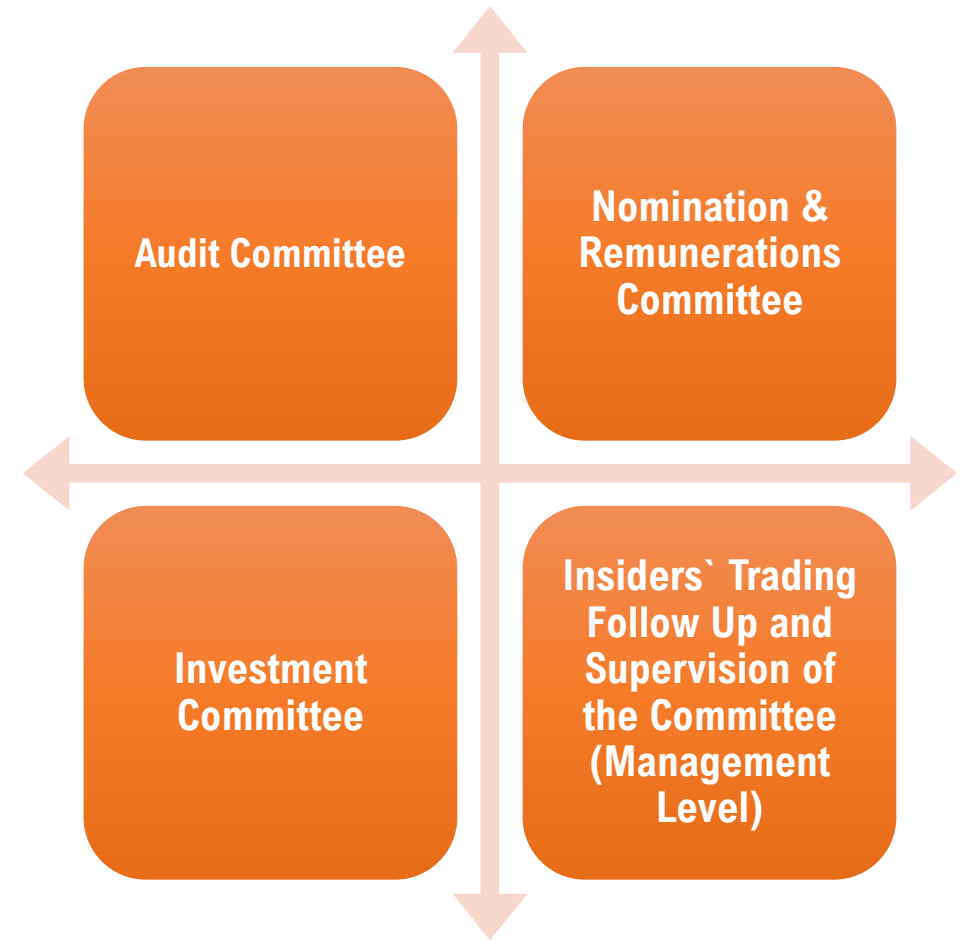 Audit Committee
Nomination &
Remunerations
Committee
Investment
Committee
Insiders` Trading
Follow Up and
Supervision of
the Committee
(Management
Level)